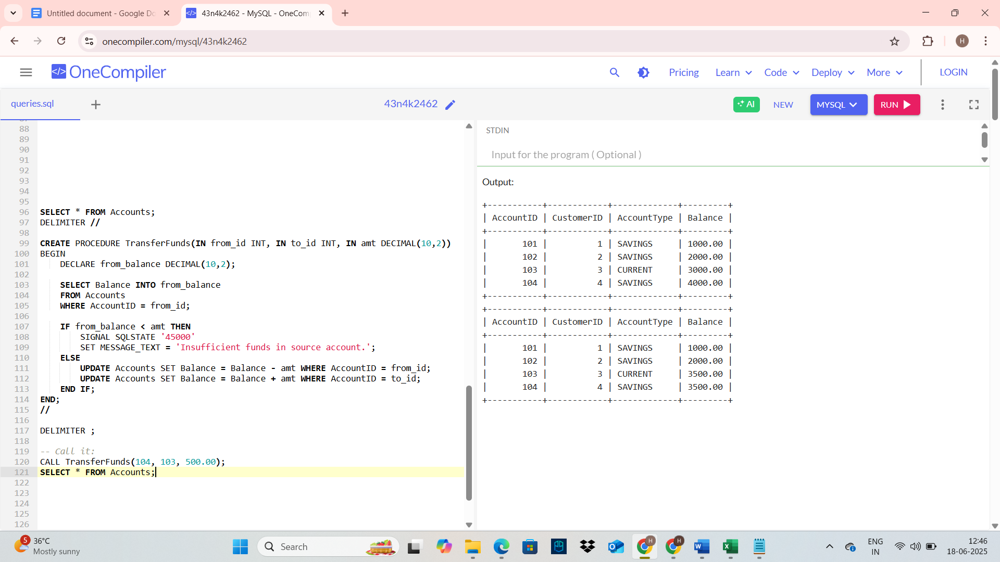 Untitled document - Google Do
43n4k2462 - MySQL - OneCom
onecompiler.com/mysql/43n4k2462
H
</> OneCompiler
Pricing
Learn
Code
Deploy
More
LOGIN
queries.sql
43n4k2462
AI
NEW
MYSQL
RUN
88
89
90
91
92
93
94
95
96 SELECT * FROM Accounts;
97 DELIMITER //
98
99 CREATE PROCEDURE TransferFunds(IN from_id INT, IN to_id INT, IN amt DECIMAL(10,2))
100 BEGIN
101     DECLARE from_balance DECIMAL(10,2);
102
103     SELECT Balance INTO from_balance
104     FROM Accounts
105     WHERE AccountID = from_id;
106
107     IF from_balance < amt THEN
108         SIGNAL SQLSTATE '45000'
109         SET MESSAGE_TEXT = 'Insufficient funds in source account.';
110     ELSE
111         UPDATE Accounts SET Balance = Balance - amt WHERE AccountID = from_id;
112         UPDATE Accounts SET Balance = Balance + amt WHERE AccountID = to_id;
113     END IF;
114 END;
115 //
116
117 DELIMITER ;
118
119 -- Call it:
120 CALL TransferFunds(104, 103, 500.00);
121 SELECT * FROM Accounts;
122
123
124
125
126
STDIN
Input for the program ( Optional )
Output:
+-----------+------------+-------------+---------+
| AccountID | CustomerID | AccountType | Balance |
+-----------+------------+-------------+---------+
|       101 |          1 | SAVINGS     | 1000.00 |
|       102 |          2 | SAVINGS     | 2000.00 |
|       103 |          3 | CURRENT     | 3000.00 |
|       104 |          4 | SAVINGS     | 4000.00 |
+-----------+------------+-------------+---------+
+-----------+------------+-------------+---------+
| AccountID | CustomerID | AccountType | Balance |
+-----------+------------+-------------+---------+
|       101 |          1 | SAVINGS     | 1000.00 |
|       102 |          2 | SAVINGS     | 2000.00 |
|       103 |          3 | CURRENT     | 3500.00 |
|       104 |          4 | SAVINGS     | 3500.00 |
+-----------+------------+-------------+---------+
5
36°C
Mostly sunny
Search
H
H
ENG
IN
12:46
18-06-2025